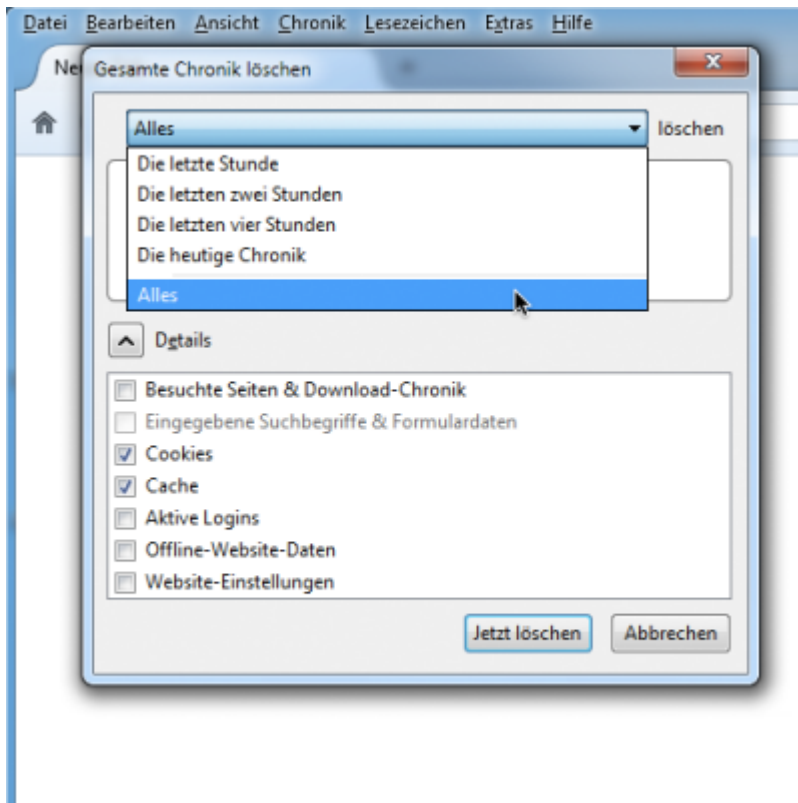 Datei Bearbeiten Ansicht Chronik Lesezeichen Extras Hilfe
Ne
Gesamte Chronik löschen
Alles löschen
Die letzte Stunde
Die letzten zwei Stunden
Die letzten vier Stunden
Die heutige Chronik
Alles
Details
Besuchte Seiten & Download-Chronik
Eingegebene Suchbegriffe & Formulardaten
Cookies
Cache
Aktive Logins
Offline-Website-Daten
Website-Einstellungen
Jetzt löschen Abbrechen